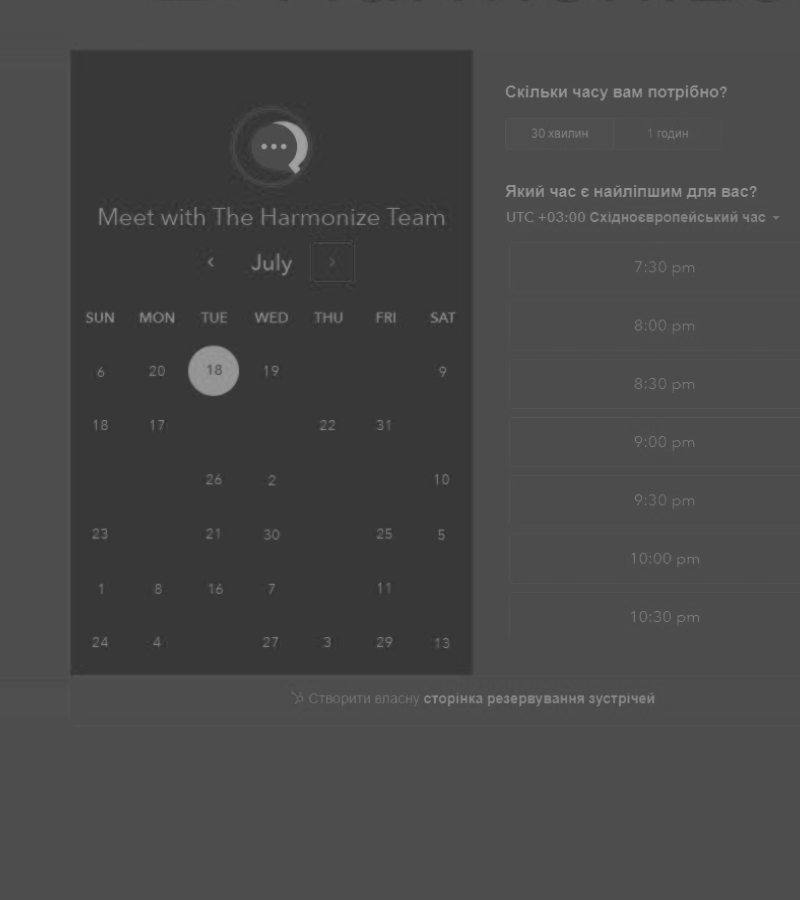 Meet with The Harmonize Team
July
SUN MON TUE WED THU FRI SAT
6 20 18 19 9
18 17 22 31
26 2 10
23 21 30 25 5
1 8 16 7 11
24 4 27 3 29 13
Скільки часу вам потрібно?
30 хвилин 1 годин
Який час є найліпшим для вас?
UTC +03:00 Східноєвропейський час
7:30 pm
8:00 pm
8:30 pm
9:00 pm
9:30 pm
10:00 pm
10:30 pm
Створити власну сторінка резервування зустрічей